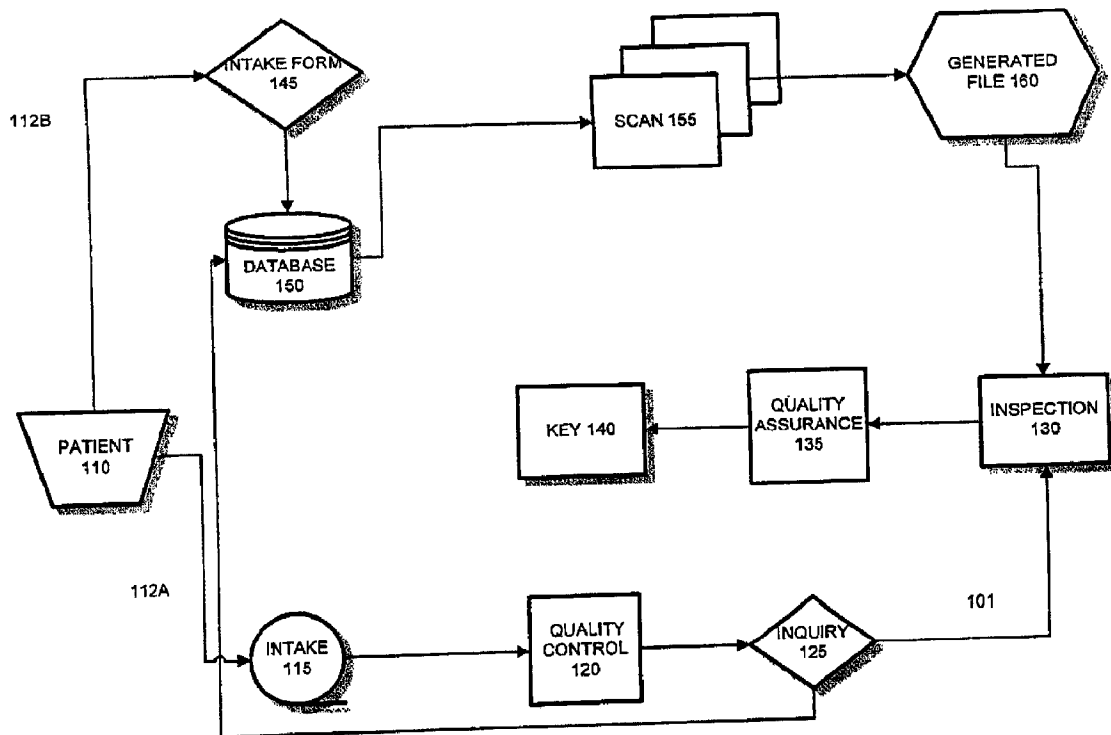 INTAKE FORM
145
112B
SCAN 155
GENERATED
FILE 160
DATABASE
150
PATIENT
110
KEY 140
QUALITY
ASSURANCE
135
INSPECTION
130
112A
101
INTAKE
115
QUALITY
CONTROL
120
INQUIRY
125